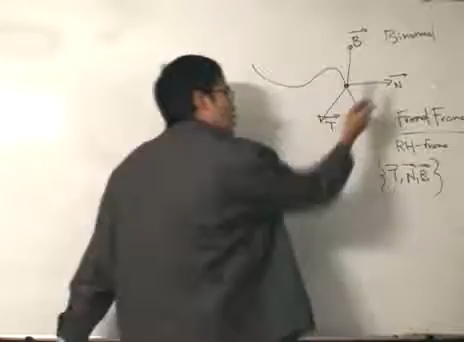 B⃗ Binormal
N⃗
T⃗
Frenet Frame
RH-frame
{T⃗, N⃗, B⃗}